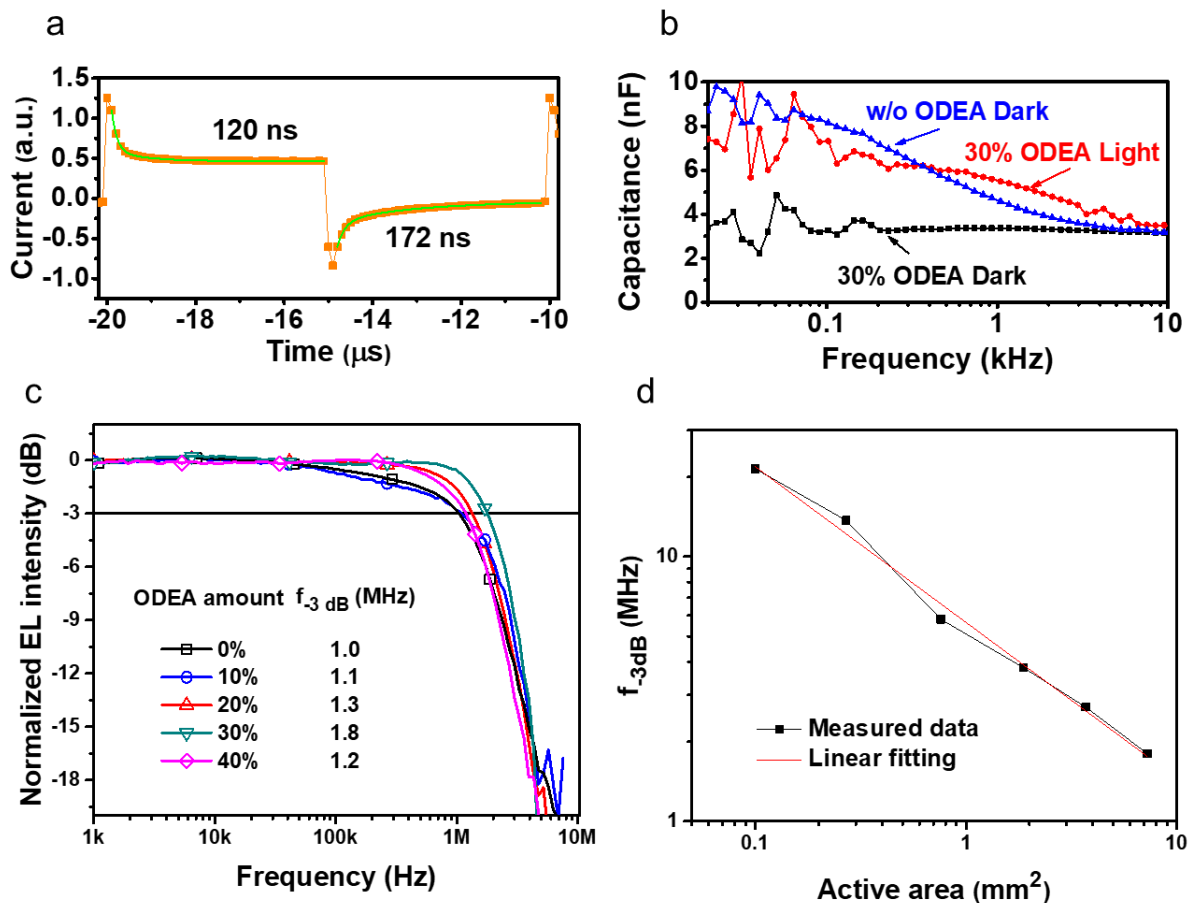 a
Current (a.u.)
1.5
1.0
0.5
0.0
-0.5
-1.0
120 ns
172 ns
-20
-18
-16
-14
-12
-10
Time (μs)
b
Capacitance (nF)
10
8
6
4
2
0
w/o ODEA Dark
30% ODEA Light
30% ODEA Dark
0.1
1
10
Frequency (kHz)
c
Normalized EL intensity (dB)
0
-3
-6
-9
-12
-15
-18
ODEA amount f-3 dB (MHz)
0% 1.0
10% 1.1
20% 1.3
30% 1.8
40% 1.2
1k
10k
100k
1M
10M
Frequency (Hz)
d
f-3dB (MHz)
10
1
Measured data
Linear fitting
0.1
1
10
Active area (mm²)